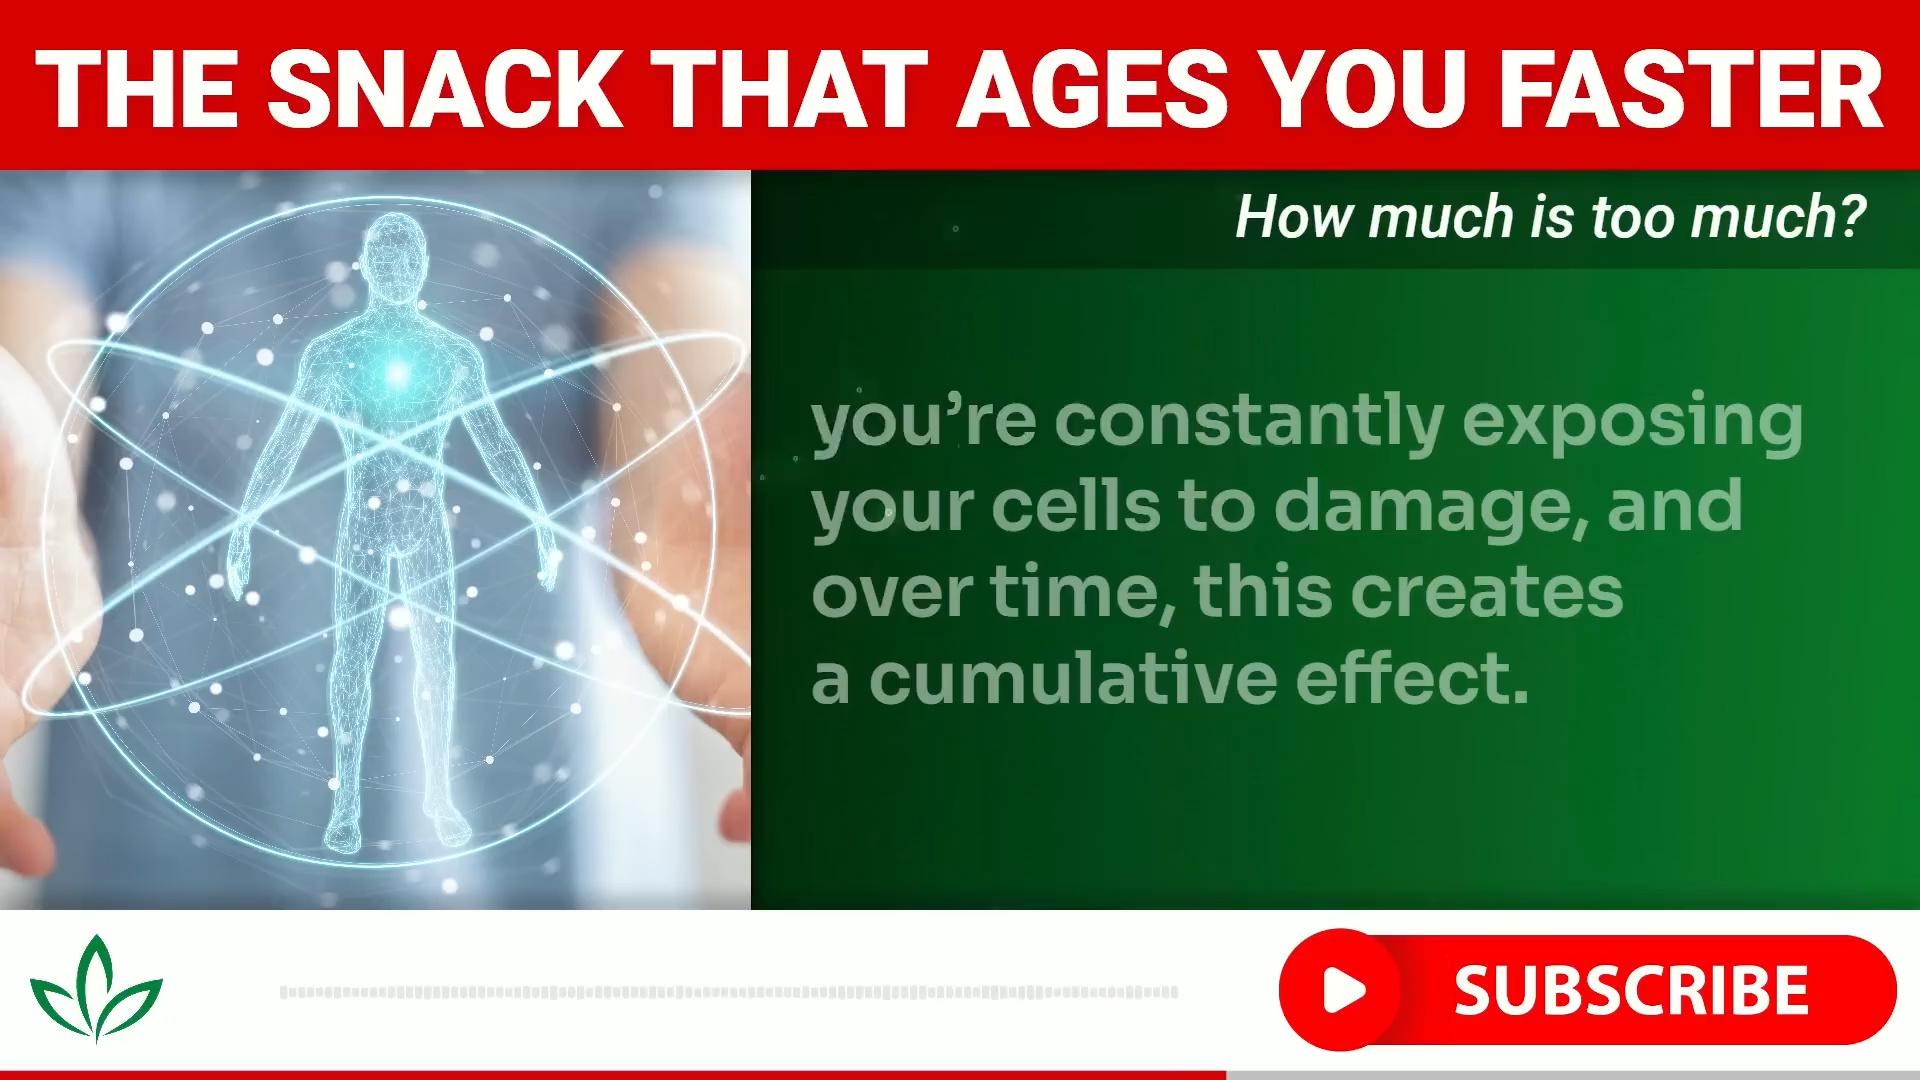 THE SNACK THAT AGES YOU FASTER
How much is too much?
you’re constantly exposing
your cells to damage, and
over time, this creates
a cumulative effect.
SUBSCRIBE